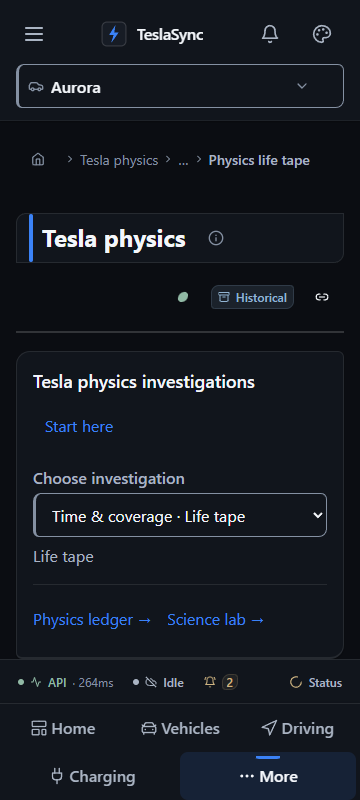 TeslaSync
Aurora
Tesla physics
...
Physics life tape
Tesla physics
Historical
Tesla physics investigations
Start here
Choose investigation
Time & coverage · Life tape
Life tape
Physics ledger → Science lab →
API · 264ms Idle 2 Status
Home Vehicles Driving
Charging More